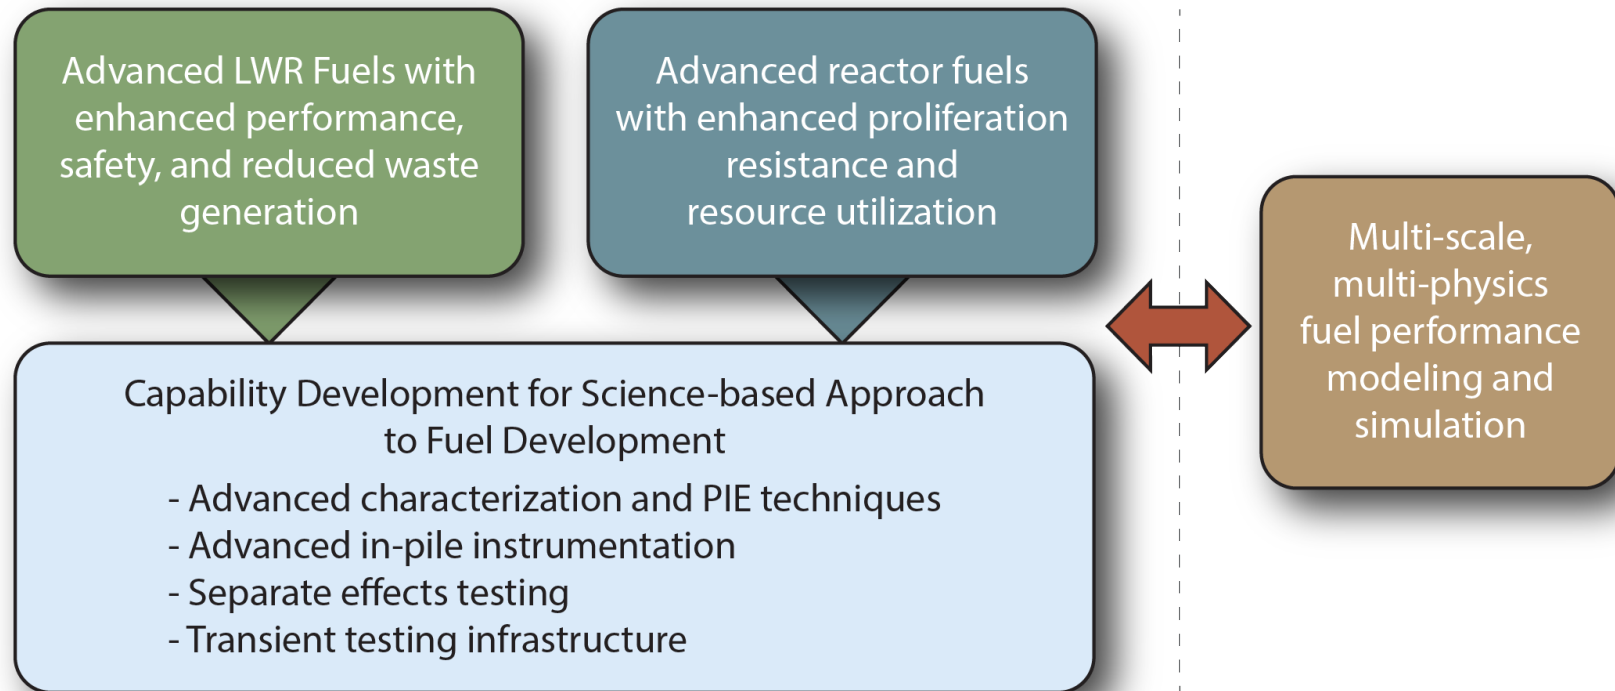 Advanced LWR Fuels with
enhanced performance,
safety, and reduced waste
generation
Advanced reactor fuels
with enhanced proliferation
resistance and
resource utilization
Multi-scale,
multi-physics
fuel performance
modeling and
simulation
Capability Development for Science-based Approach
to Fuel Development
- Advanced characterization and PIE techniques
- Advanced in-pile instrumentation
- Separate effects testing
- Transient testing infrastructure